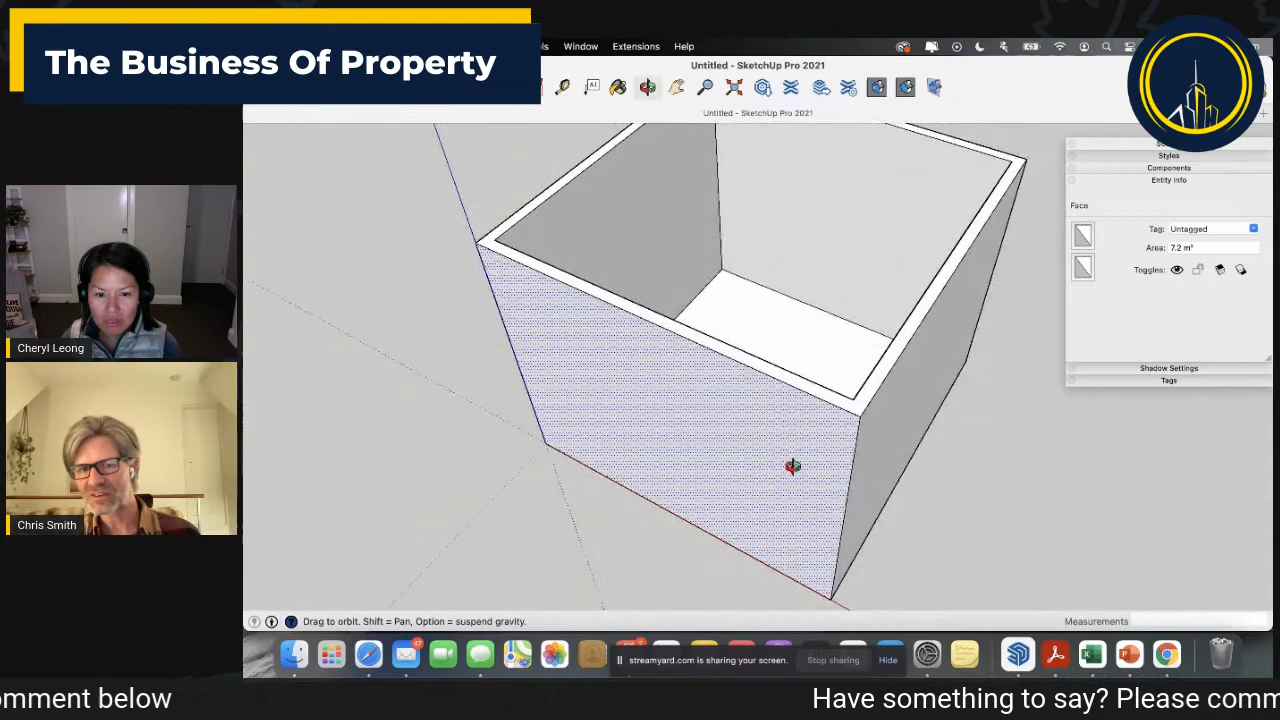 The Business Of Property
Window Extensions Help
Untitled - SketchUp Pro 2021
Untitled - SketchUp Pro 2021
Styles
Components
Entity Info
Face
Tag: Untagged
Area: 7.2 m²
Toggles:
Shadow Settings
Tags
Cheryl Leong
Chris Smith
Drag to orbit. Shift = Pan, Option = suspend gravity.
Measurements
47
streamyard.com is sharing your screen. Stop sharing Hide
omment below
Have something to say? Please comm